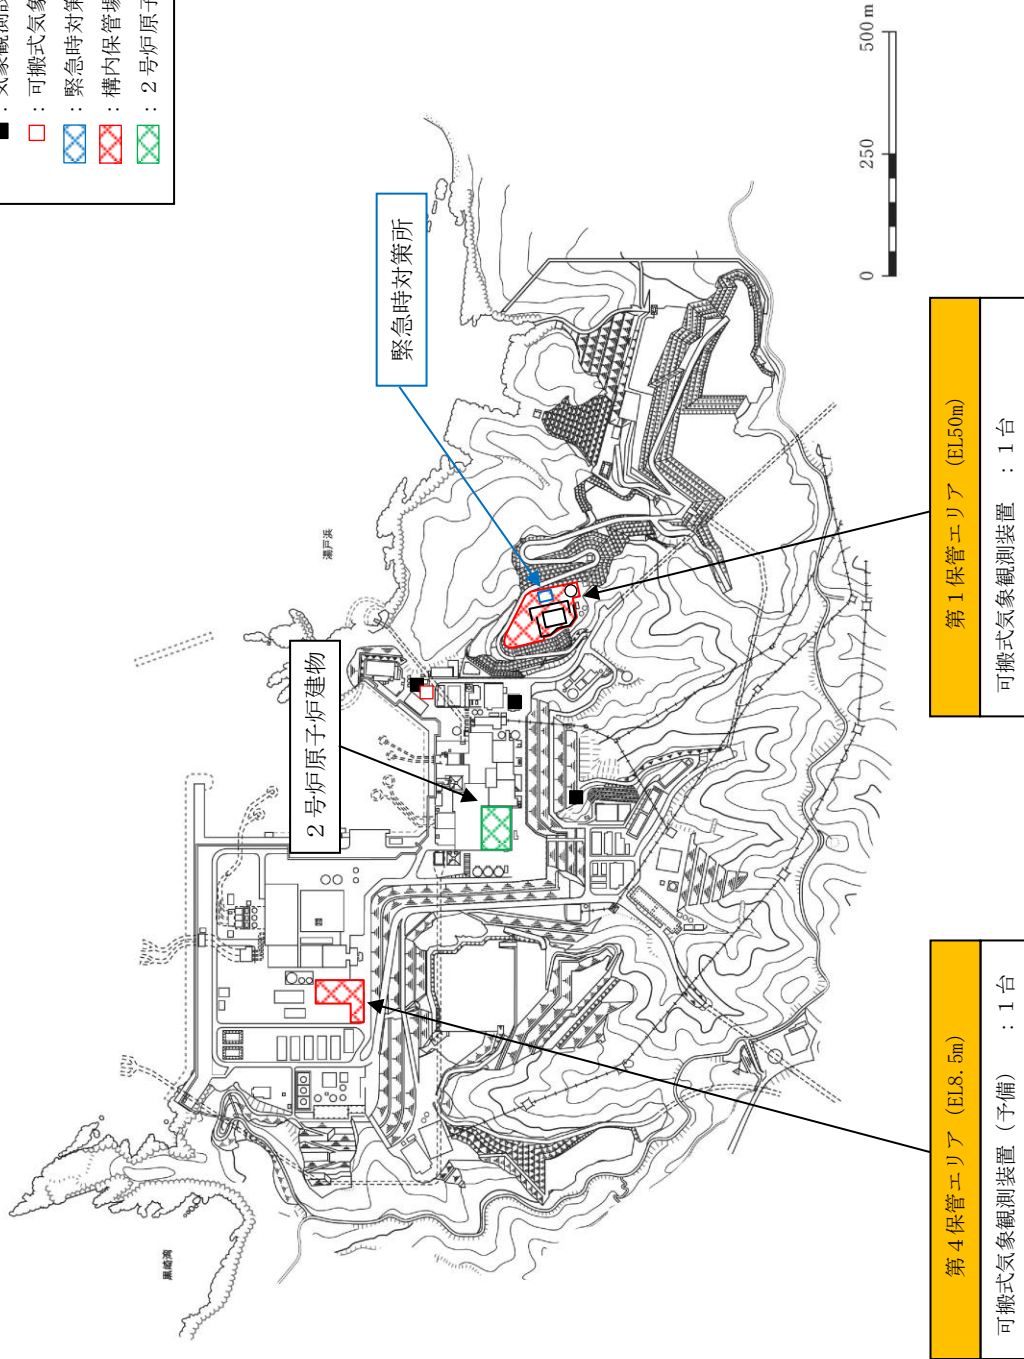 ：気象観測設
：可搬式気象
：緊急時対策
：構内保管場
：２号炉原子
緊急時対策所
２号炉原子炉建物
湯戸浜
黒崎湾
0 250 500m
第１保管エリア（EL50m）
可搬式気象観測装置 ：１台
第４保管エリア（EL8.5m）
可搬式気象観測装置（予備） ：１台